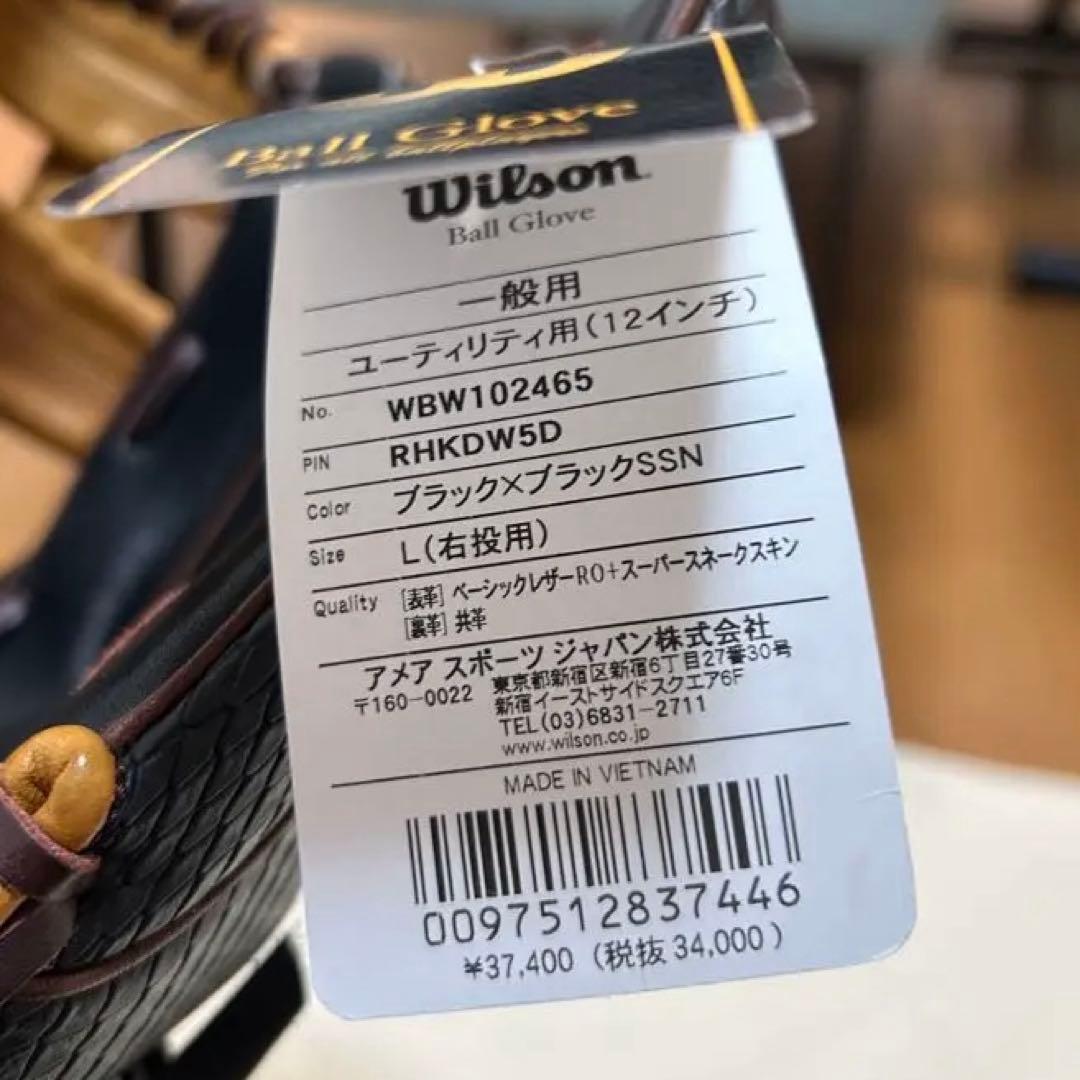 Ball Glove
Wilson
Ball Glove
一般用
ユーティリティ用(12インチ)
No. WBW102465
PIN RHKDW5D
Color ブラック×ブラックSSN
Size L(右投用)
Quality [表革] ベーシックレザーRO+スーパースネークスキン
[裏革] 共革
アメア スポーツ ジャパン株式会社
〒160-0022 東京都新宿区新宿6丁目27番30号
新宿イーストサイドスクエア6F
TEL(03)6831-2711
www.wilson.co.jp
MADE IN VIETNAM
0097512837446
¥37,400 (税抜 34,000)